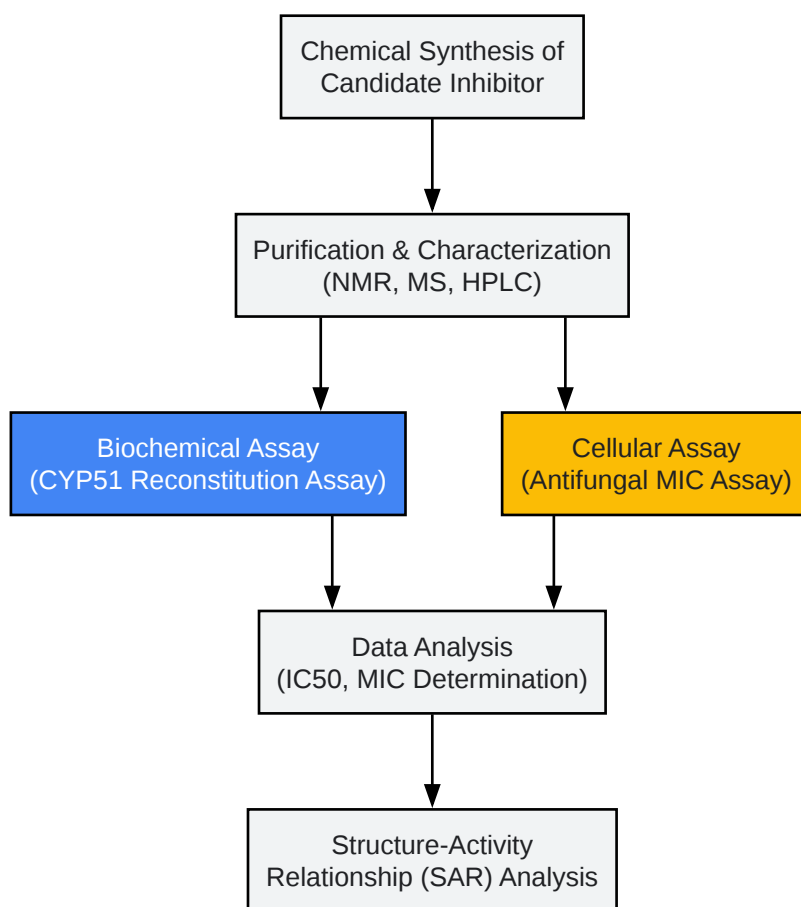 Chemical Synthesis of
Candidate Inhibitor
Purification & Characterization
(NMR, MS, HPLC)
Biochemical Assay
(CYP51 Reconstitution Assay)
Cellular Assay
(Antifungal MIC Assay)
Data Analysis
(IC50, MIC Determination)
Structure-Activity
Relationship (SAR) Analysis